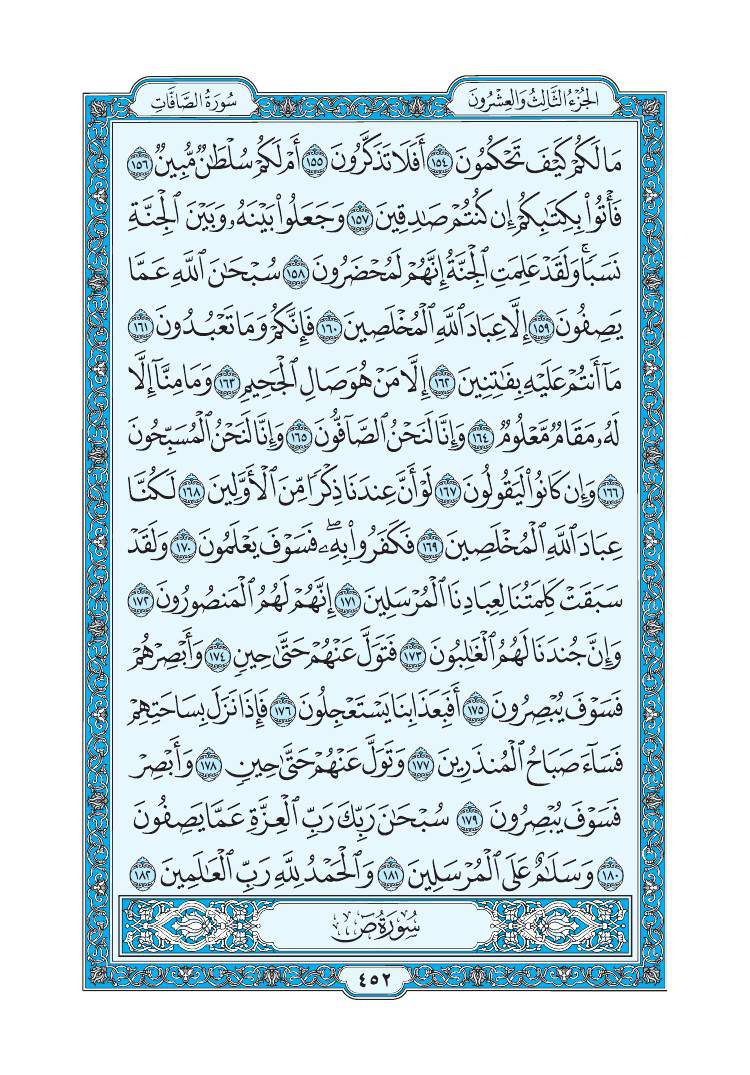 الجُزْءُ الثَّالِثُ وَالعِشْرُونَ
سُورَةُ الصَّافَّاتِ
مَا لَكُمْ كَيْفَ تَحْكُمُونَ ١٥٤ أَفَلَا تَذَكَّرُونَ ١٥٥ أَمْ لَكُمْ سُلْطَٰنٌ مُّبِينٌ ١٥٦
فَأْتُوا۟ بِكِتَٰبِكُمْ إِن كُنتُمْ صَٰدِقِينَ ١٥٧ وَجَعَلُوا۟ بَيْنَهُۥ وَبَيْنَ ٱلْجِنَّةِ
نَسَبًا ۚ وَلَقَدْ عَلِمَتِ ٱلْجِنَّةُ إِنَّهُمْ لَمُحْضَرُونَ ١٥٨ سُبْحَٰنَ ٱللَّهِ عَمَّا
يَصِفُونَ ١٥٩ إِلَّا عِبَادَ ٱللَّهِ ٱلْمُخْلَصِينَ ١٦٠ فَإِنَّكُمْ وَمَا تَعْبُدُونَ ١٦١
مَآ أَنتُمْ عَلَيْهِ بِفَٰتِنِينَ ١٦٢ إِلَّا مَنْ هُوَ صَالِ ٱلْجَحِيمِ ١٦٣ وَمَا مِنَّآ إِلَّا
لَهُۥ مَقَامٌ مَّعْلُومٌ ١٦٤ وَإِنَّا لَنَحْنُ ٱلصَّآفُّونَ ١٦٥ وَإِنَّا لَنَحْنُ ٱلْمُسَبِّحُونَ
١٦٦ وَإِن كَانُوا۟ لَيَقُولُونَ ١٦٧ لَوْ أَنَّ عِندَنَا ذِكْرًا مِّنَ ٱلْأَوَّلِينَ ١٦٨ لَكُنَّا
عِبَادَ ٱللَّهِ ٱلْمُخْلَصِينَ ١٦٩ فَكَفَرُوا۟ بِهِۦ ۖ فَسَوْفَ يَعْلَمُونَ ١٧٠ وَلَقَدْ
سَبَقَتْ كَلِمَتُنَا لِعِبَادِنَا ٱلْمُرْسَلِينَ ١٧١ إِنَّهُمْ لَهُمُ ٱلْمَنصُورُونَ ١٧٢
وَإِنَّ جُندَنَا لَهُمُ ٱلْغَٰلِبُونَ ١٧٣ فَتَوَلَّ عَنْهُمْ حَتَّىٰ حِينٍ ١٧٤ وَأَبْصِرْهُمْ
فَسَوْفَ يُبْصِرُونَ ١٧٥ أَفَبِعَذَابِنَا يَسْتَعْجِلُونَ ١٧٦ فَإِذَا نَزَلَ بِسَاحَتِهِمْ
فَسَآءَ صَبَاحُ ٱلْمُنذَرِينَ ١٧٧ وَتَوَلَّ عَنْهُمْ حَتَّىٰ حِينٍ ١٧٨ وَأَبْصِرْ
فَسَوْفَ يُبْصِرُونَ ١٧٩ سُبْحَٰنَ رَبِّكَ رَبِّ ٱلْعِزَّةِ عَمَّا يَصِفُونَ
١٨٠ وَسَلَٰمٌ عَلَى ٱلْمُرْسَلِينَ ١٨١ وَٱلْحَمْدُ لِلَّهِ رَبِّ ٱلْعَٰلَمِينَ ١٨٢
سُورَةُ صٓ
٤٥٢